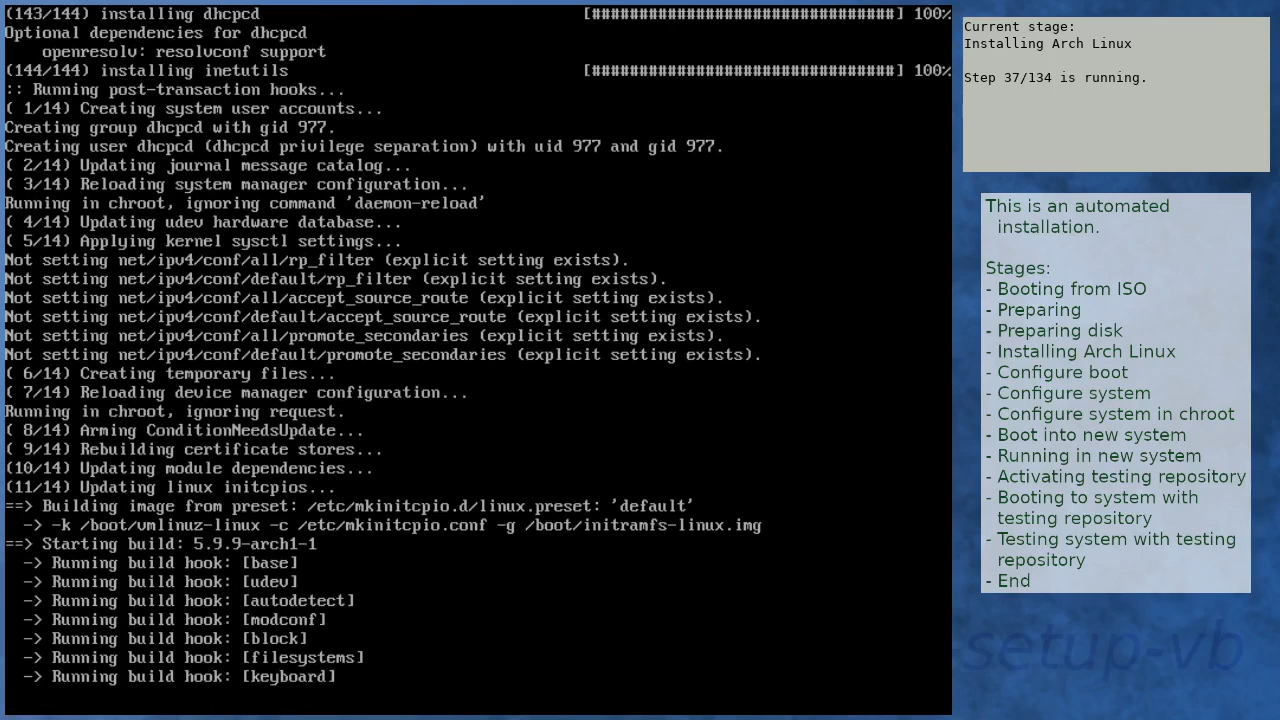 (143/144) installing dhcpcd [################################] 100%
Optional dependencies for dhcpcd
    openresolv: resolvconf support
(144/144) installing inetutils [################################] 100%
:: Running post-transaction hooks...
( 1/14) Creating system user accounts...
Creating group dhcpcd with gid 977.
Creating user dhcpcd (dhcpcd privilege separation) with uid 977 and gid 977.
( 2/14) Updating journal message catalog...
( 3/14) Reloading system manager configuration...
Running in chroot, ignoring command 'daemon-reload'
( 4/14) Updating udev hardware database...
( 5/14) Applying kernel sysctl settings...
Not setting net/ipv4/conf/all/rp_filter (explicit setting exists).
Not setting net/ipv4/conf/default/rp_filter (explicit setting exists).
Not setting net/ipv4/conf/all/accept_source_route (explicit setting exists).
Not setting net/ipv4/conf/default/accept_source_route (explicit setting exists).
Not setting net/ipv4/conf/all/promote_secondaries (explicit setting exists).
Not setting net/ipv4/conf/default/promote_secondaries (explicit setting exists).
( 6/14) Creating temporary files...
( 7/14) Reloading device manager configuration...
Running in chroot, ignoring request.
( 8/14) Arming ConditionNeedsUpdate...
( 9/14) Rebuilding certificate stores...
(10/14) Updating module dependencies...
(11/14) Updating linux initcpios...
==> Building image from preset: /etc/mkinitcpio.d/linux.preset: 'default'
  -> -k /boot/vmlinuz-linux -c /etc/mkinitcpio.conf -g /boot/initramfs-linux.img
==> Starting build: 5.9.9-arch1-1
  -> Running build hook: [base]
  -> Running build hook: [udev]
  -> Running build hook: [autodetect]
  -> Running build hook: [modconf]
  -> Running build hook: [block]
  -> Running build hook: [filesystems]
  -> Running build hook: [keyboard]
Current stage:
Installing Arch Linux
Step 37/134 is running.
This is an automated
installation.
Stages:
- Booting from ISO
- Preparing
- Preparing disk
- Installing Arch Linux
- Configure boot
- Configure system
- Configure system in chroot
- Boot into new system
- Running in new system
- Activating testing repository
- Booting to system with
testing repository
- Testing system with testing
repository
- End
-setup-vb